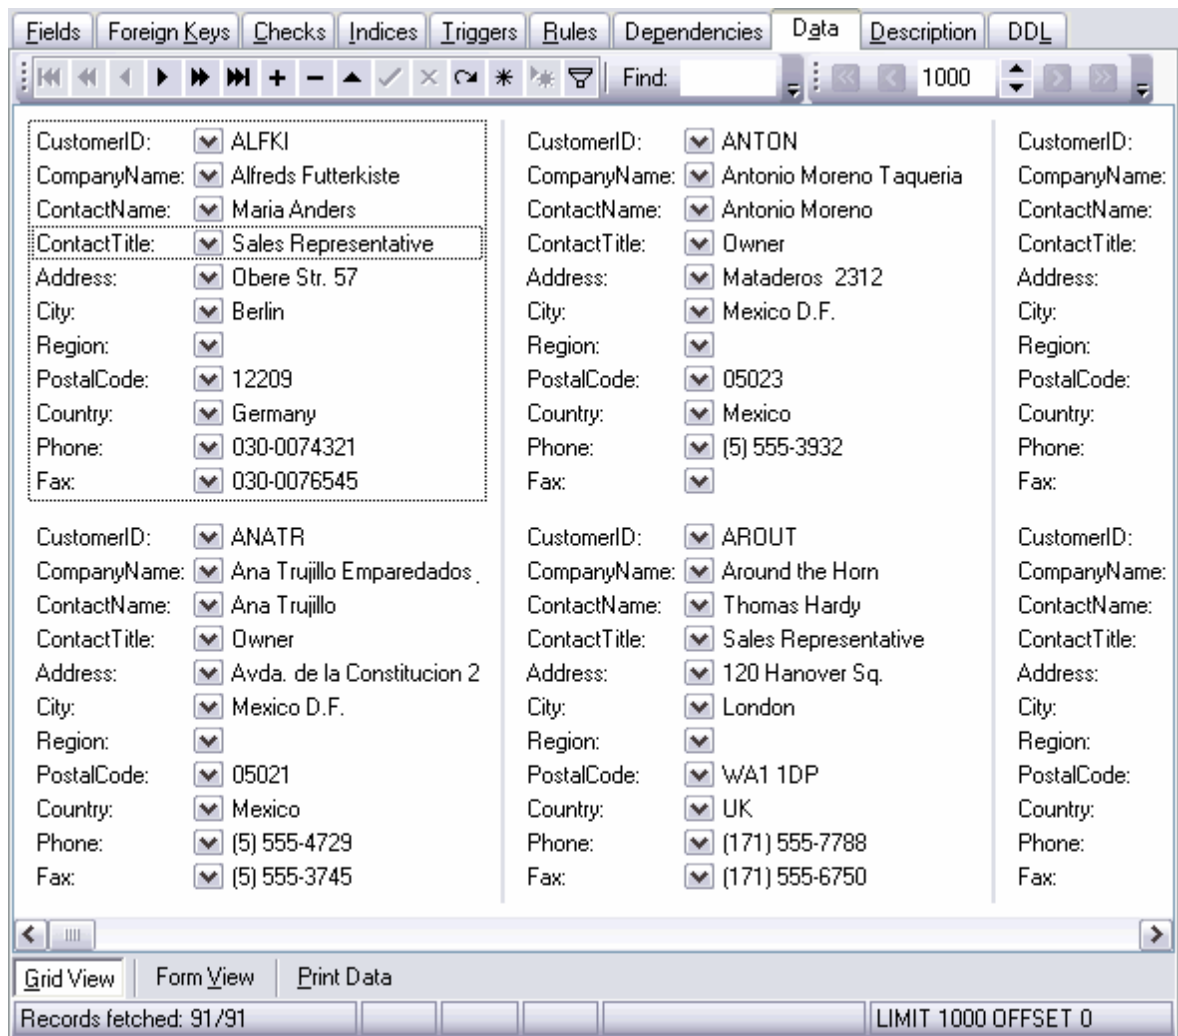 Fields Foreign Keys Checks Indices Triggers Rules Dependencies Data Description DDL
Find: 1000
CustomerID: ALFKI CustomerID: ANTON CustomerID:
CompanyName: Alfreds Futterkiste CompanyName: Antonio Moreno Taqueria CompanyName:
ContactName: Maria Anders ContactName: Antonio Moreno ContactName:
ContactTitle: Sales Representative ContactTitle: Owner ContactTitle:
Address: Obere Str. 57 Address: Mataderos  2312 Address:
City: Berlin City: Mexico D.F. City:
Region: Region: Region:
PostalCode: 12209 PostalCode: 05023 PostalCode:
Country: Germany Country: Mexico Country:
Phone: 030-0074321 Phone: (5) 555-3932 Phone:
Fax: 030-0076545 Fax: Fax:
CustomerID: ANATR CustomerID: AROUT CustomerID:
CompanyName: Ana Trujillo Emparedados CompanyName: Around the Horn CompanyName:
ContactName: Ana Trujillo ContactName: Thomas Hardy ContactName:
ContactTitle: Owner ContactTitle: Sales Representative ContactTitle:
Address: Avda. de la Constitucion 2 Address: 120 Hanover Sq. Address:
City: Mexico D.F. City: London City:
Region: Region: Region:
PostalCode: 05021 PostalCode: WA1 1DP PostalCode:
Country: Mexico Country: UK Country:
Phone: (5) 555-4729 Phone: (171) 555-7788 Phone:
Fax: (5) 555-3745 Fax: (171) 555-6750 Fax:
Grid View Form View Print Data
Records fetched: 91/91 LIMIT 1000 OFFSET 0